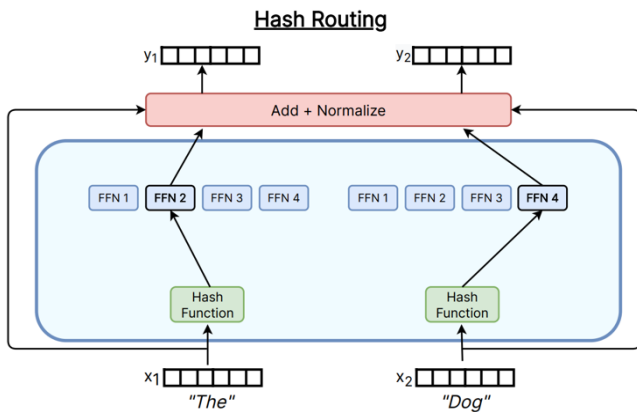 Hash Routing
y1 y2
Add + Normalize
FFN 1 FFN 2 FFN 3 FFN 4 FFN 1 FFN 2 FFN 3 FFN 4
Hash Function Hash Function
x1 x2
"The" "Dog"